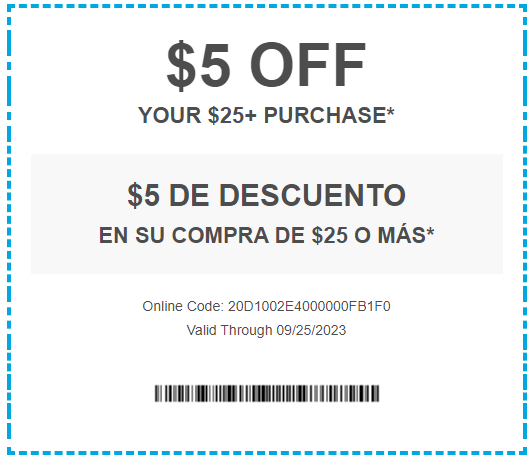 $5 OFF
YOUR $25+ PURCHASE*
$5 DE DESCUENTO
EN SU COMPRA DE $25 O MÁS*
Online Code: 20D1002E4000000FB1F0
Valid Through 09/25/2023